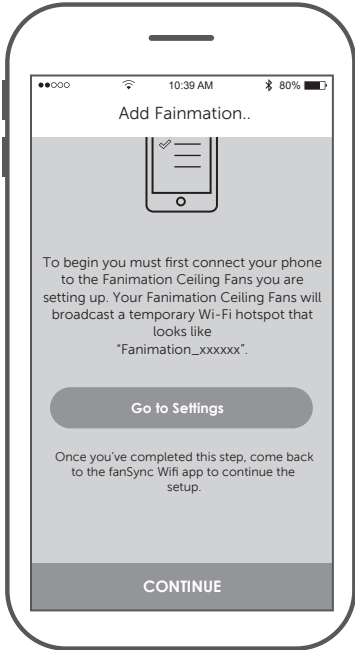 10:39 AM
80%
Add Fainmation..
To begin you must first connect your phone
to the Fanimation Ceiling Fans you are
setting up. Your Fanimation Ceiling Fans will
broadcast a temporary Wi-Fi hotspot that
looks like
“Fanimation_xxxxxx”.
Go to Settings
Once you’ve completed this step, come back
to the fanSync Wifi app to continue the
setup.
CONTINUE